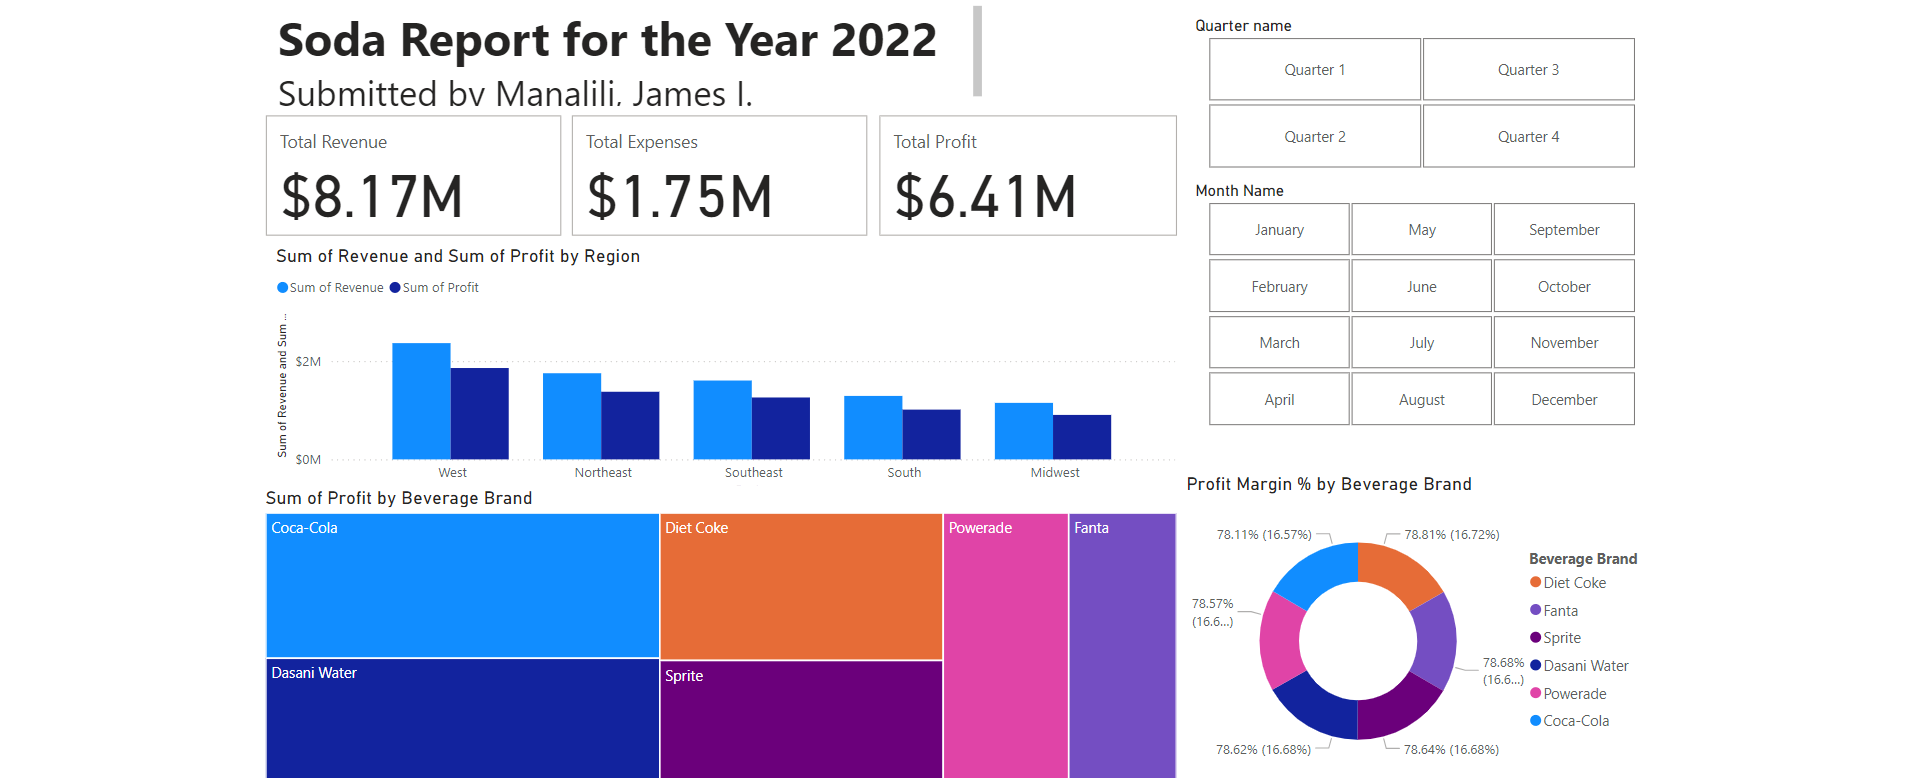 Soda Report for the Year 2022
Submitted by Manalili, James I.
Total Revenue
$8.17M
Total Expenses
$1.75M
Total Profit
$6.41M
Sum of Revenue and Sum of Profit by Region
Sum of Revenue Sum of Profit
Sum of Revenue and Sum ...
$2M
$0M
West Northeast Southeast South Midwest
Sum of Profit by Beverage Brand
Coca-Cola
Dasani Water
Diet Coke
Sprite
Powerade
Fanta
Quarter name
Quarter 1 Quarter 3
Quarter 2 Quarter 4
Month Name
January May September
February June October
March July November
April August December
Profit Margin % by Beverage Brand
78.11% (16.57%) 78.81% (16.72%)
78.57%
(16.6...)
78.68%
(16.6...)
78.62% (16.68%) 78.64% (16.68%)
Beverage Brand
Diet Coke
Fanta
Sprite
Dasani Water
Powerade
Coca-Cola